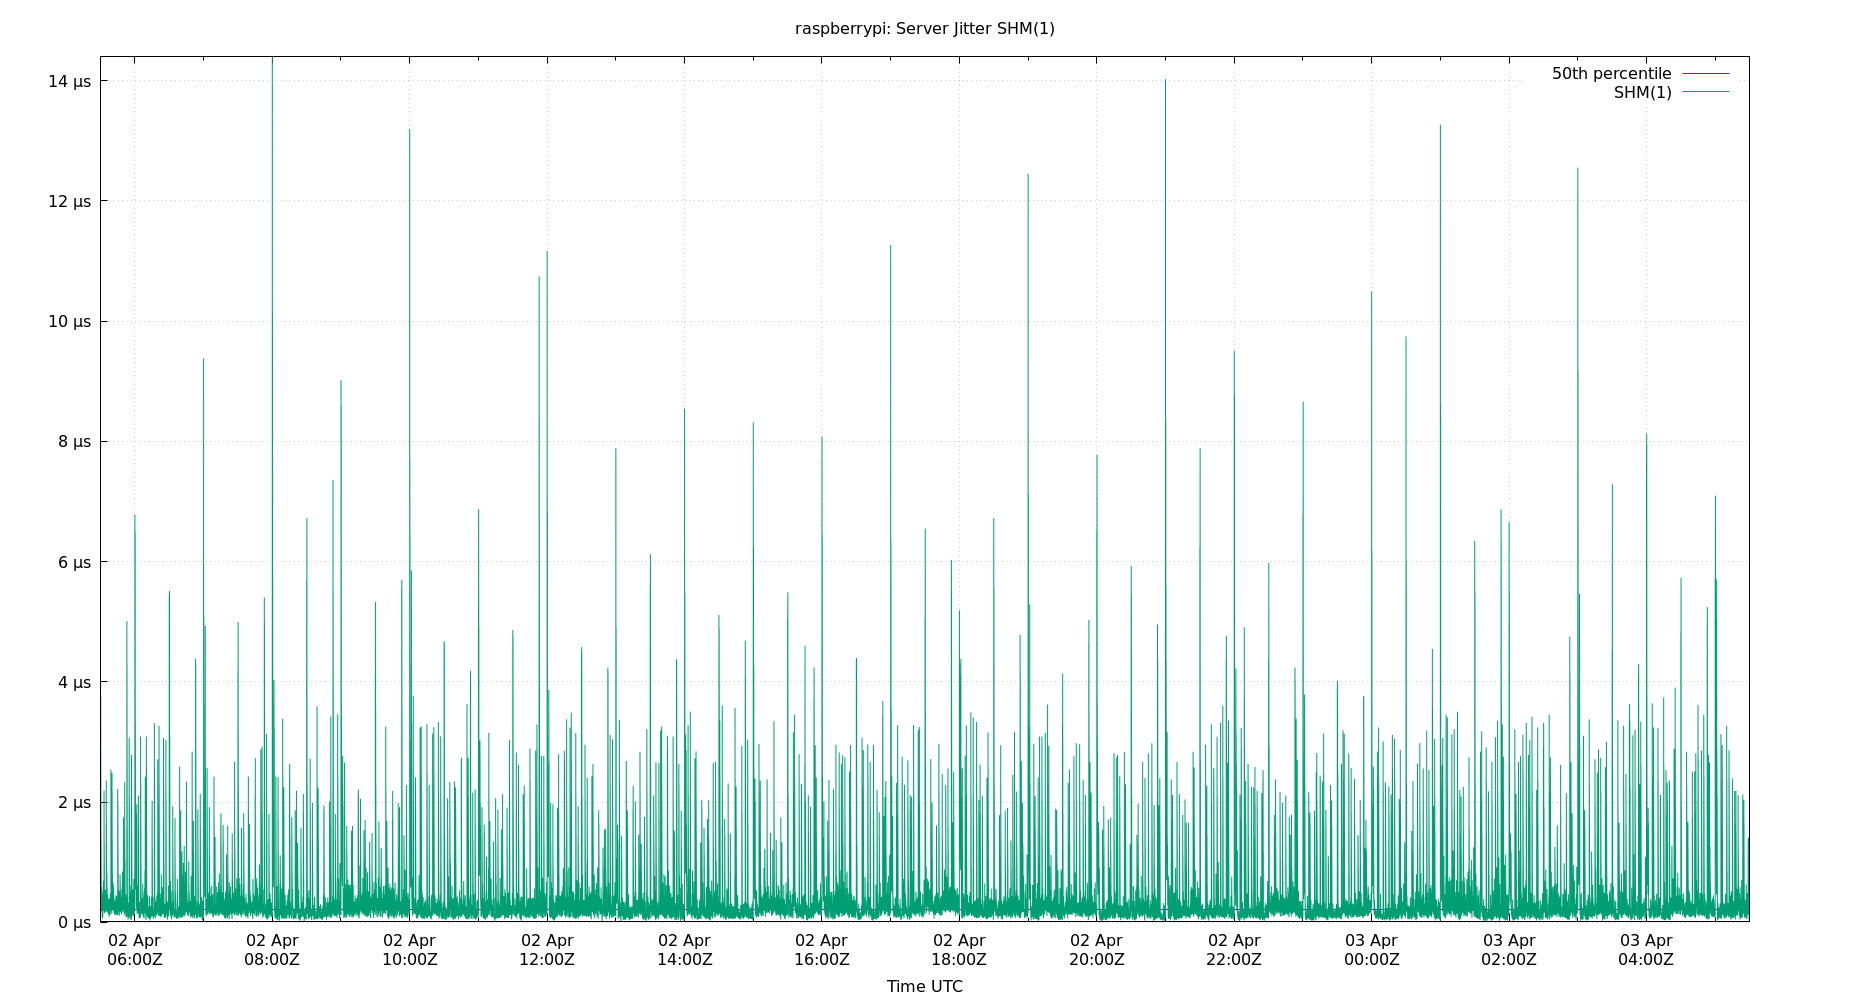 raspberrypi: Server Jitter SHM(1)
50th percentile
SHM(1)
14 µs
12 µs
10 µs
8 µs
6 µs
4 µs
2 µs
0 µs
02 Apr 02 Apr 02 Apr 02 Apr 02 Apr 02 Apr 02 Apr 02 Apr 02 Apr 03 Apr 03 Apr 03 Apr
06:00Z 08:00Z 10:00Z 12:00Z 14:00Z 16:00Z 18:00Z 20:00Z 22:00Z 00:00Z 02:00Z 04:00Z
Time UTC